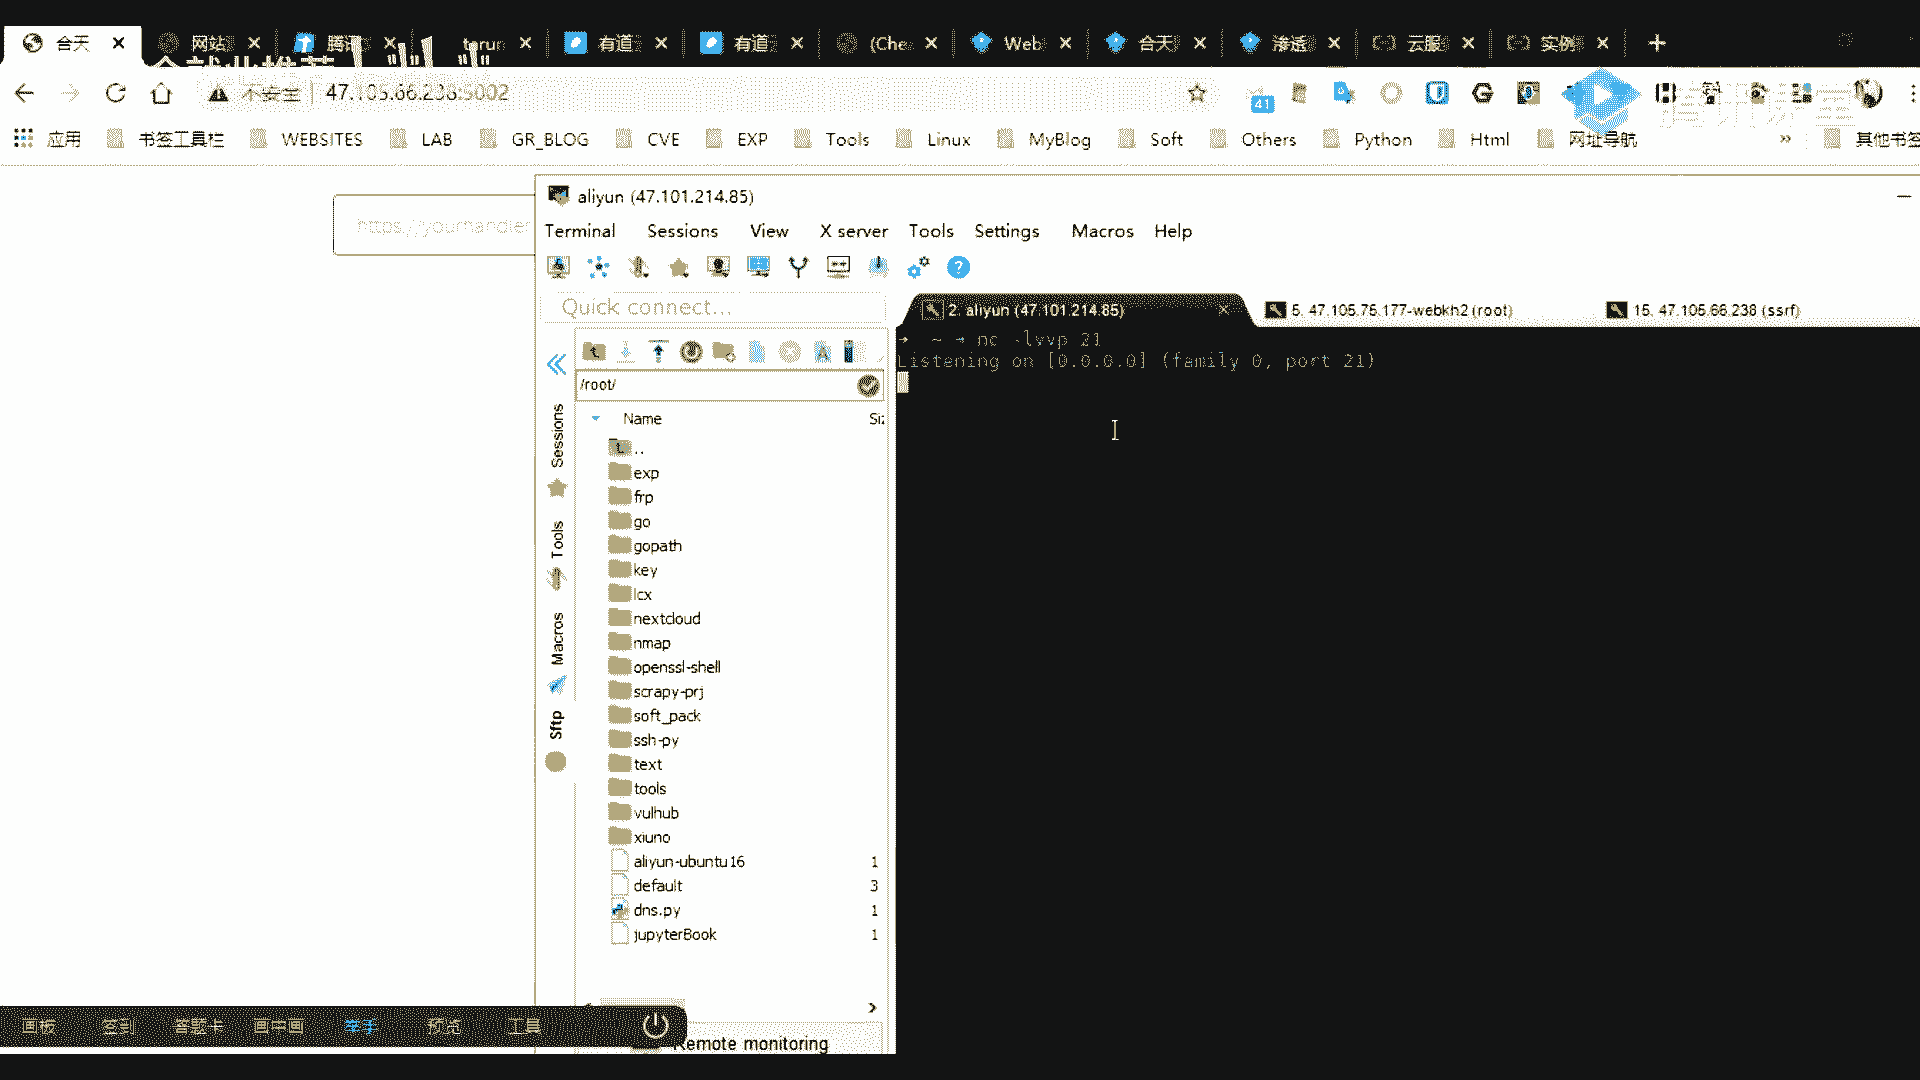 合天
网站
腾讯
tarun
有道
有道
(Che
Web
合天
渗透
云服
实例
不安全 47.105.66.238:5002
41
应用
书签工具栏
WEBSITES
LAB
GR_BLOG
CVE
EXP
Tools
Linux
MyBlog
Soft
Others
Python
Html
网址导航
»
其他书签
腾讯课堂
https://yourhandler
aliyun (47.101.214.85)
Terminal Sessions View X server Tools Settings Macros Help
Quick connect...
2. aliyun (47.101.214.85)
5. 47.105.75.177-webkh2 (root)
15. 47.105.66.238 (ssrf)
→ ~ → nc -lvvp 21
Listening on [0.0.0.0] (family 0, port 21)
/root/
Sessions
Tools
Macros
Sftp
Name
Siz
..
exp
frp
go
gopath
key
lcx
nextcloud
nmap
openssl-shell
scrapy-prj
soft_pack
ssh-py
text
tools
vulhub
xiuno
aliyun-ubuntu16 1
default 3
dns.py 1
jupyterBook 1
画板 签到 答题卡 画中画 举手 预览 工具
Remote monitoring